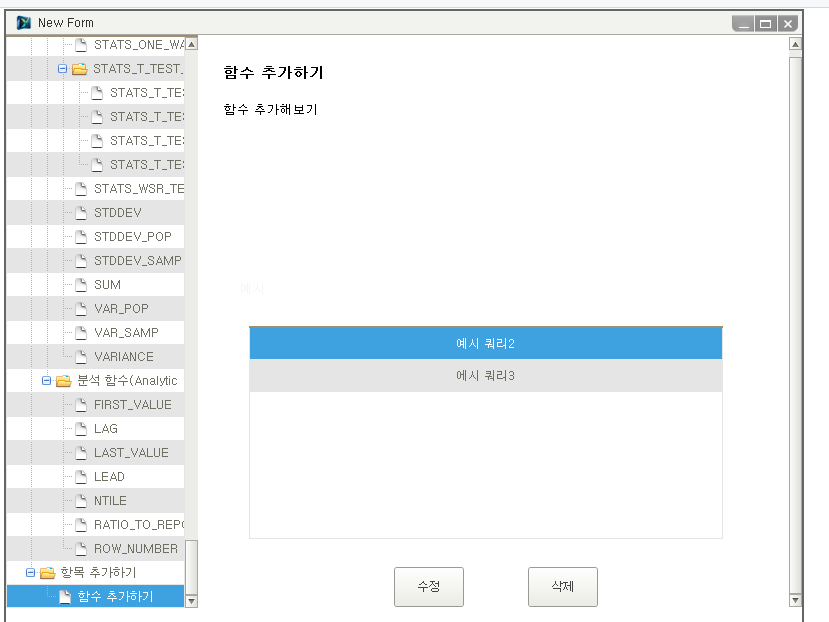 New Form
STATS_ONE_WA
STATS_T_TEST_
STATS_T_TES
STATS_T_TES
STATS_T_TES
STATS_T_TES
STATS_WSR_TE
STDDEV
STDDEV_POP
STDDEV_SAMP
SUM
VAR_POP
VAR_SAMP
VARIANCE
분석 함수(Analytic
FIRST_VALUE
LAG
LAST_VALUE
LEAD
NTILE
RATIO_TO_REPO
ROW_NUMBER
항목 추가하기
함수 추가하기
함수 추가하기
함수 추가해보기
예시
예시 쿼리2
에시 쿼리3
수정
삭제